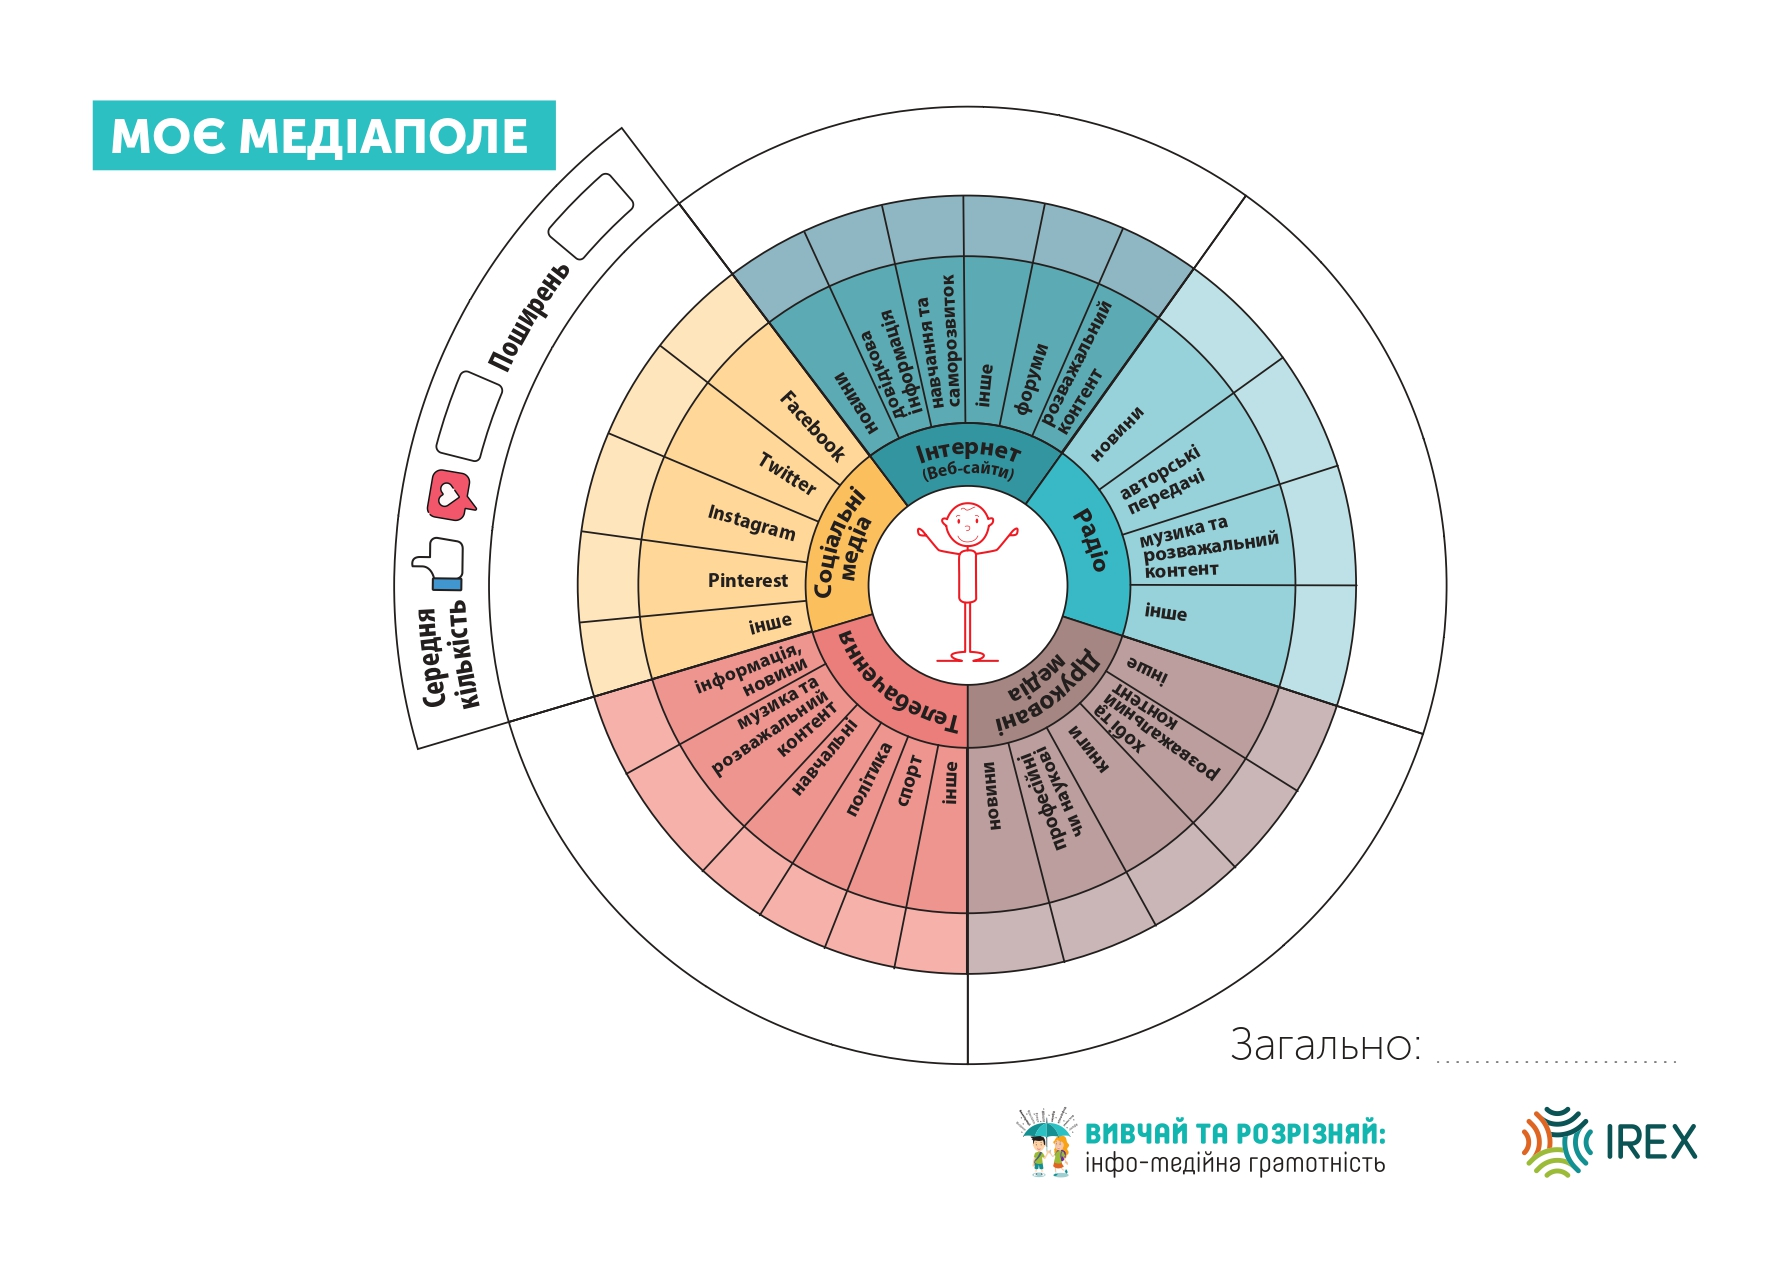 МОЄ МЕДІАПОЛЕ
Поширень
Середня
кількість
Інтернет
(Веб-сайти)
новини
довідкова
інформація
навчання та
саморозвиток
інше
форуми
розважальний
контент
Радіо
новини
авторські
передачі
музика та
розважальний
контент
інше
Друковані
медіа
інше
розважальний
контент
хобі та
книги
професійні
чи наукові
новини
Телебачення
інформація,
новини
музика та
розважальний
контент
навчальні
політика
спорт
інше
Соціальні
медіа
Facebook
Twitter
Instagram
Pinterest
інше
Загально:
ВИВЧАЙ ТА РОЗРІЗНЯЙ:
інфо-медійна грамотність
IREX